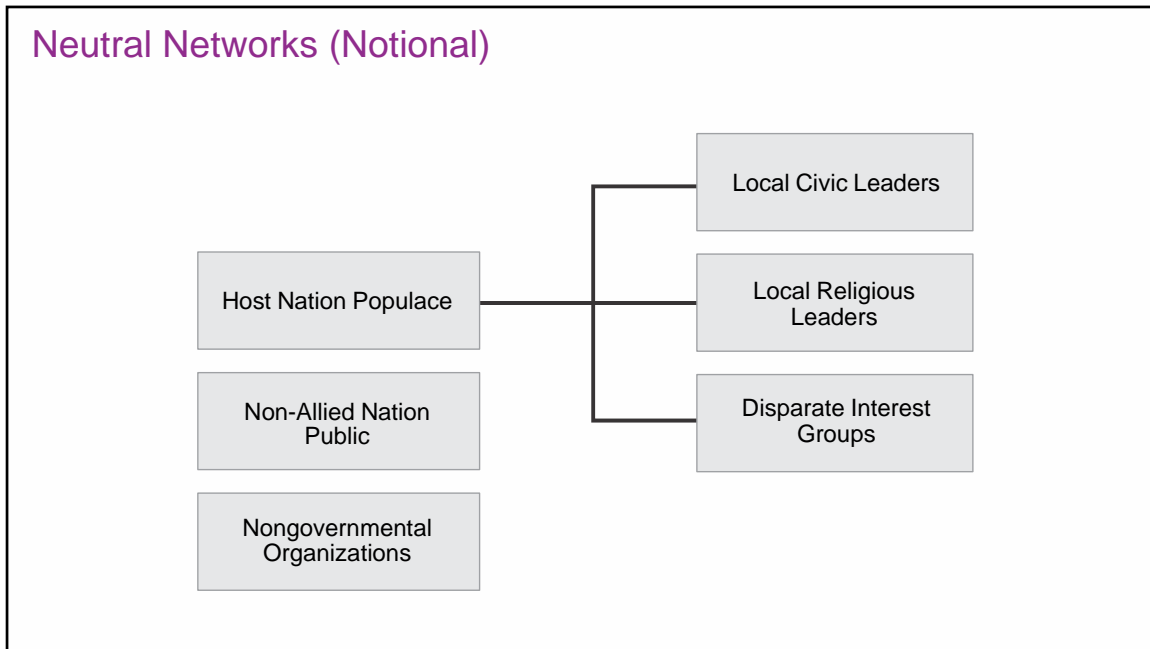 Neutral Networks (Notional)
Host Nation Populace
Non-Allied Nation
Public
Nongovernmental
Organizations
Local Civic Leaders
Local Religious
Leaders
Disparate Interest
Groups